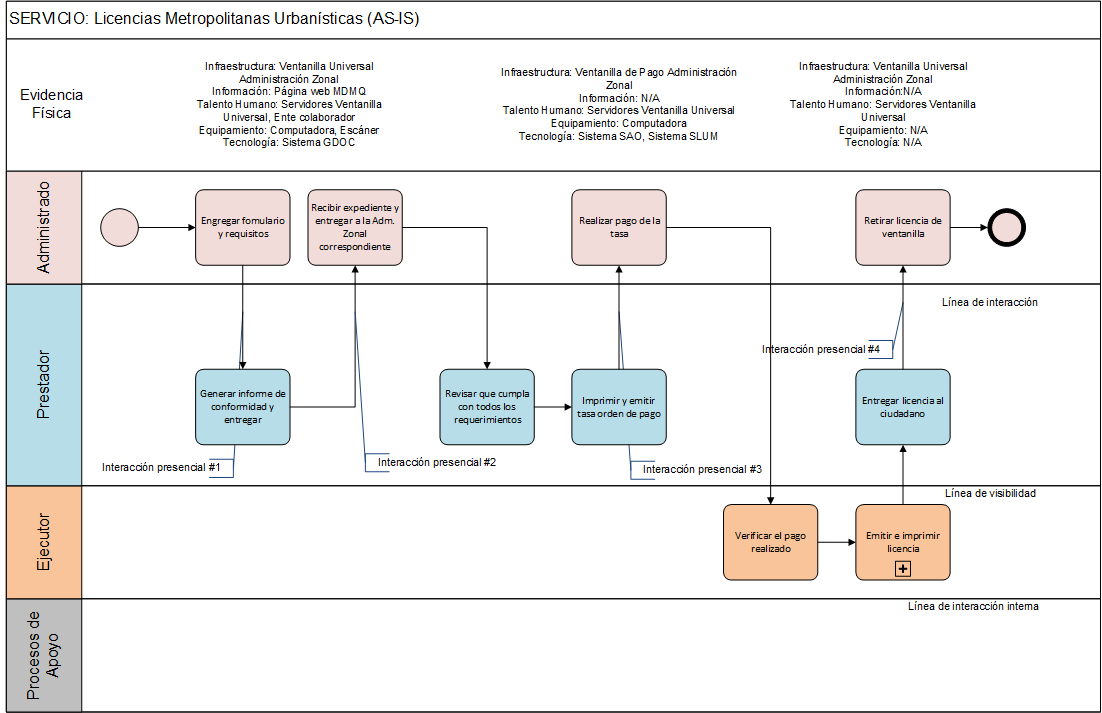 SERVICIO: Licencias Metropolitanas Urbanísticas (AS-IS)
Evidencia
Física
Infraestructura: Ventanilla Universal
Administración Zonal
Información: Página web MDMQ
Talento Humano: Servidores Ventanilla
Universal, Ente colaborador
Equipamiento: Computadora, Escáner
Tecnología: Sistema GDOC
Infraestructura: Ventanilla de Pago Administración
Zonal
Información: N/A
Talento Humano: Servidores Ventanilla Universal
Equipamiento: Computadora
Tecnología: Sistema SAO, Sistema SLUM
Infraestructura: Ventanilla Universal
Administración Zonal
Información:N/A
Talento Humano: Servidores Ventanilla
Universal
Equipamiento: N/A
Tecnología: N/A
Administrado
Engregar fomulario
y requisitos
Recibir expediente y
entregar a la Adm.
Zonal
correspondiente
Realizar pago de la
tasa
Retirar licencia de
ventanilla
Línea de interacción
Prestador
Interacción presencial #4
Generar informe de
conformidad y
entregar
Revisar que cumpla
con todos los
requerimientos
Imprimir y emitir
tasa orden de pago
Entregar licencia al
ciudadano
Interacción presencial #1
Interacción presencial #2
Interacción presencial #3
Línea de visibilidad
Ejecutor
Verificar el pago
realizado
Emitir e imprimir
licencia
Línea de interacción interna
Procesos de
Apoyo